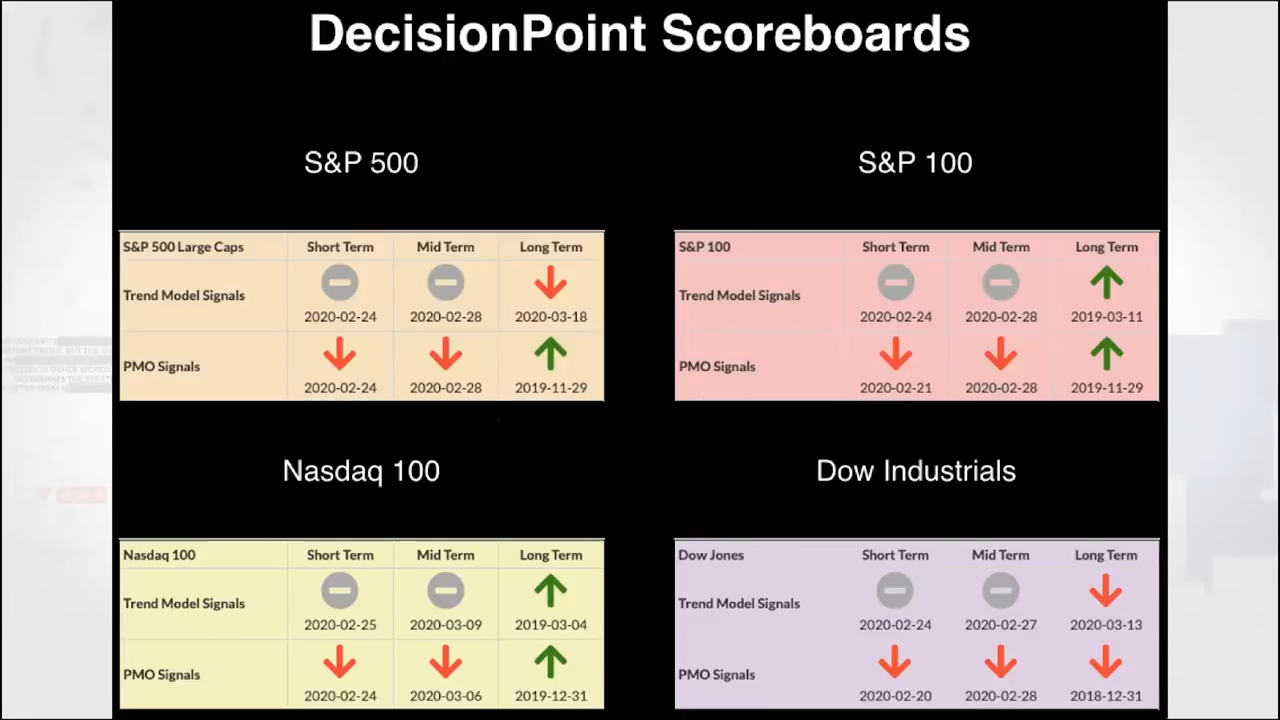 DecisionPoint Scoreboards
S&P 500
S&P 100
S&P 500 Large Caps Short Term Mid Term Long Term
Trend Model Signals
2020-02-24 2020-02-28 2020-03-18
PMO Signals
2020-02-24 2020-02-28 2019-11-29
S&P 100 Short Term Mid Term Long Term
Trend Model Signals
2020-02-24 2020-02-28 2019-03-11
PMO Signals
2020-02-21 2020-02-28 2019-11-29
Nasdaq 100
Dow Industrials
Nasdaq 100 Short Term Mid Term Long Term
Trend Model Signals
2020-02-25 2020-03-09 2019-03-04
PMO Signals
2020-02-24 2020-03-06 2019-12-31
Dow Jones Short Term Mid Term Long Term
Trend Model Signals
2020-02-24 2020-02-27 2020-03-13
PMO Signals
2020-02-20 2020-02-28 2018-12-31